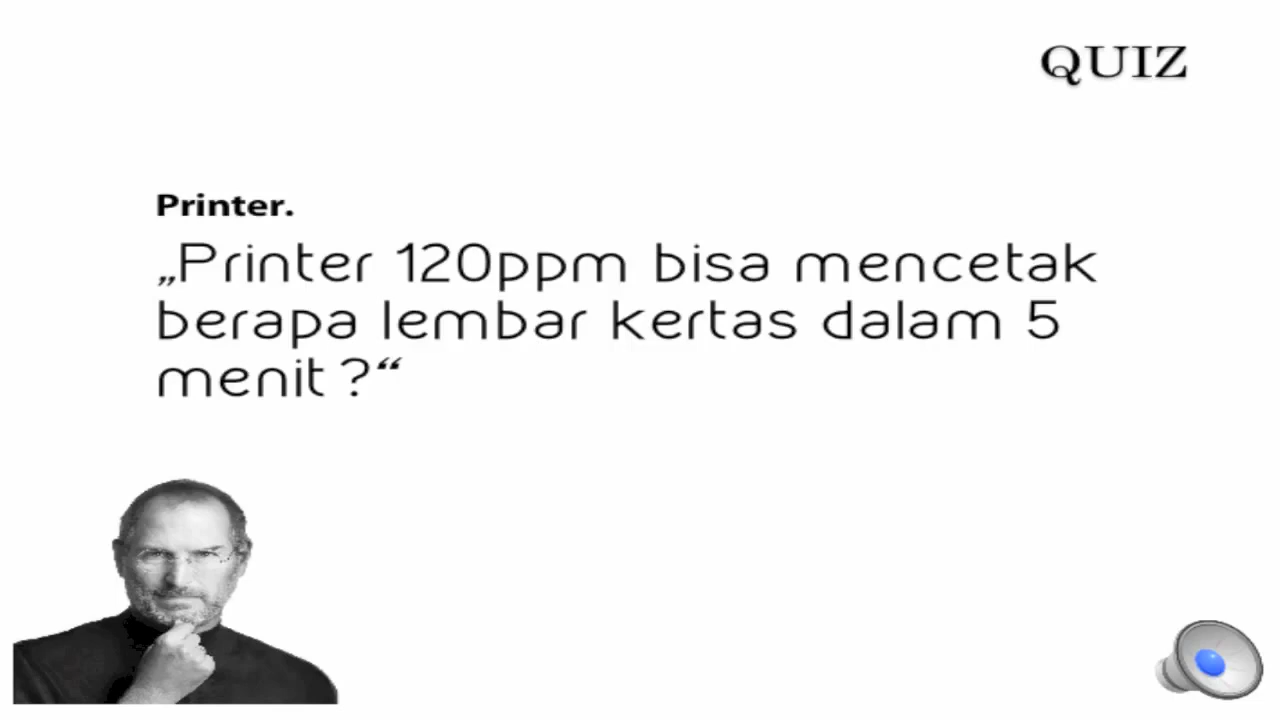 QUIZ
Printer.
„Printer 120ppm bisa mencetak
berapa lembar kertas dalam 5
menit ?“